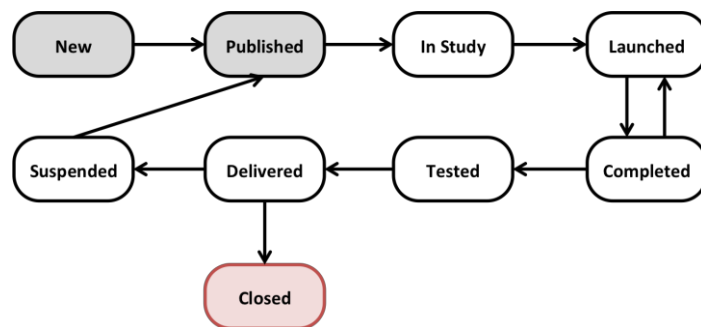 New
Published
In Study
Launched
Suspended
Delivered
Tested
Completed
Closed